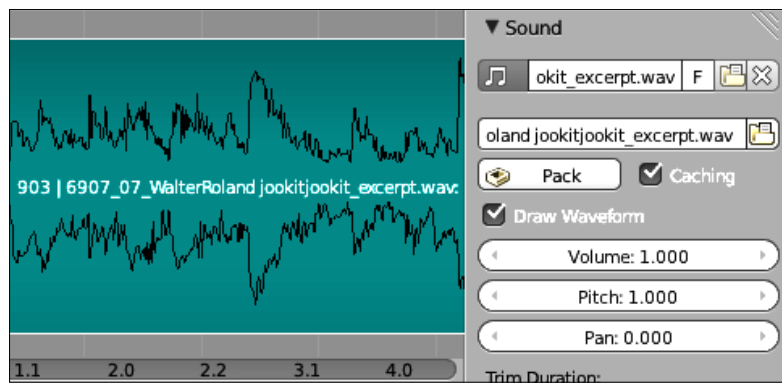 903 | 6907_07_WalterRoland jookitjookit_excerpt.wav:
1.1 2.0 2.2 3.1 4.0
Sound
okit_excerpt.wav F
oland jookitjookit_excerpt.wav
Pack Caching
Draw Waveform
Volume: 1.000
Pitch: 1.000
Pan: 0.000
Trim Duration: